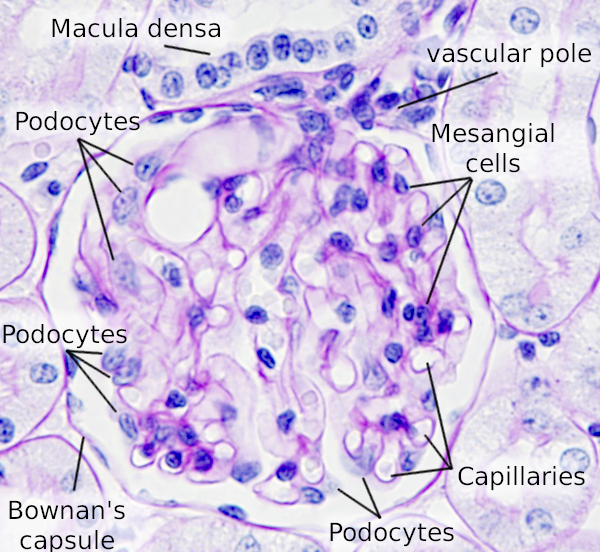 Macula densa
vascular pole
Podocytes
Mesangial
cells
Podocytes
Capillaries
Bownan's
capsule
Podocytes